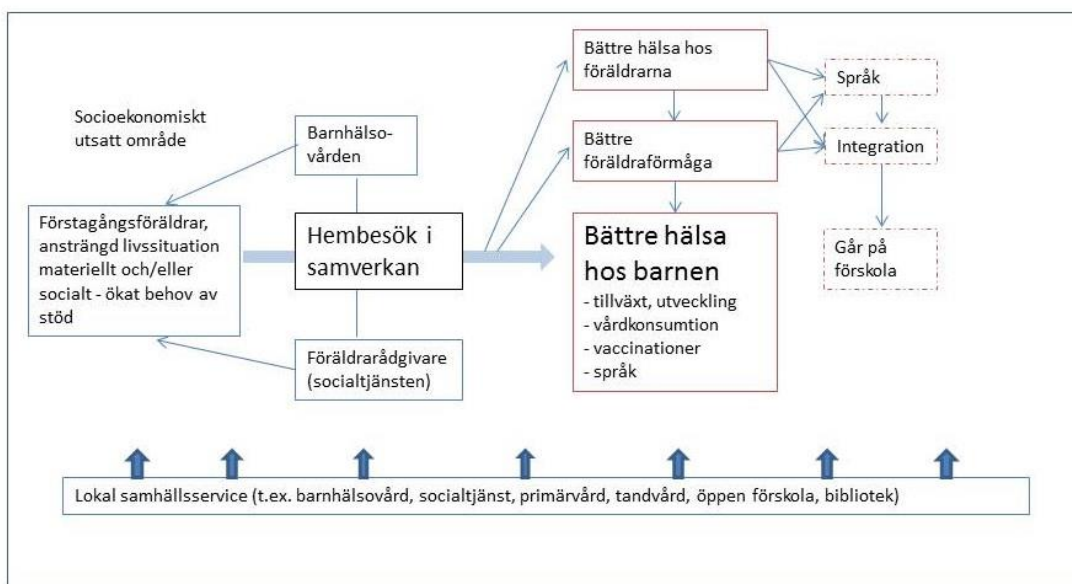 Socioekonomiskt
utsatt område
Barnhälso-
vården
Förstagångsföräldrar,
ansträngd livssituation
materiellt och/eller
socialt - ökat behov av
stöd
Hembesök i
samverkan
Föräldrarådgivare
(socialtjänsten)
Bättre hälsa hos
föräldrarna
Bättre
föräldraförmåga
Bättre hälsa
hos barnen
- tillväxt, utveckling
- vårdkonsumtion
- vaccinationer
- språk
Språk
Integration
Går på
förskola
Lokal samhällsservice (t.ex. barnhälsovård, socialtjänst, primärvård, tandvård, öppen förskola, bibliotek)